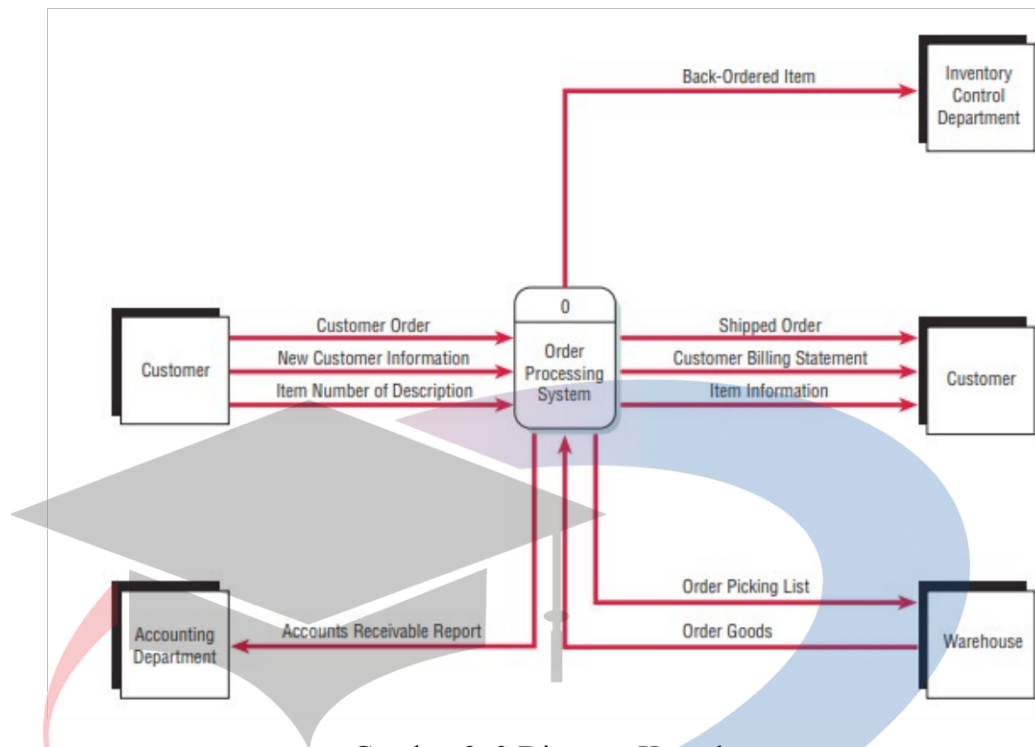 Back-Ordered Item
Inventory
Control
Department
0
Order
Processing
System
Customer
Customer Order
New Customer Information
Item Number of Description
Shipped Order
Customer Billing Statement
Item Information
Customer
Accounting
Department
Accounts Receivable Report
Order Picking List
Order Goods
Warehouse